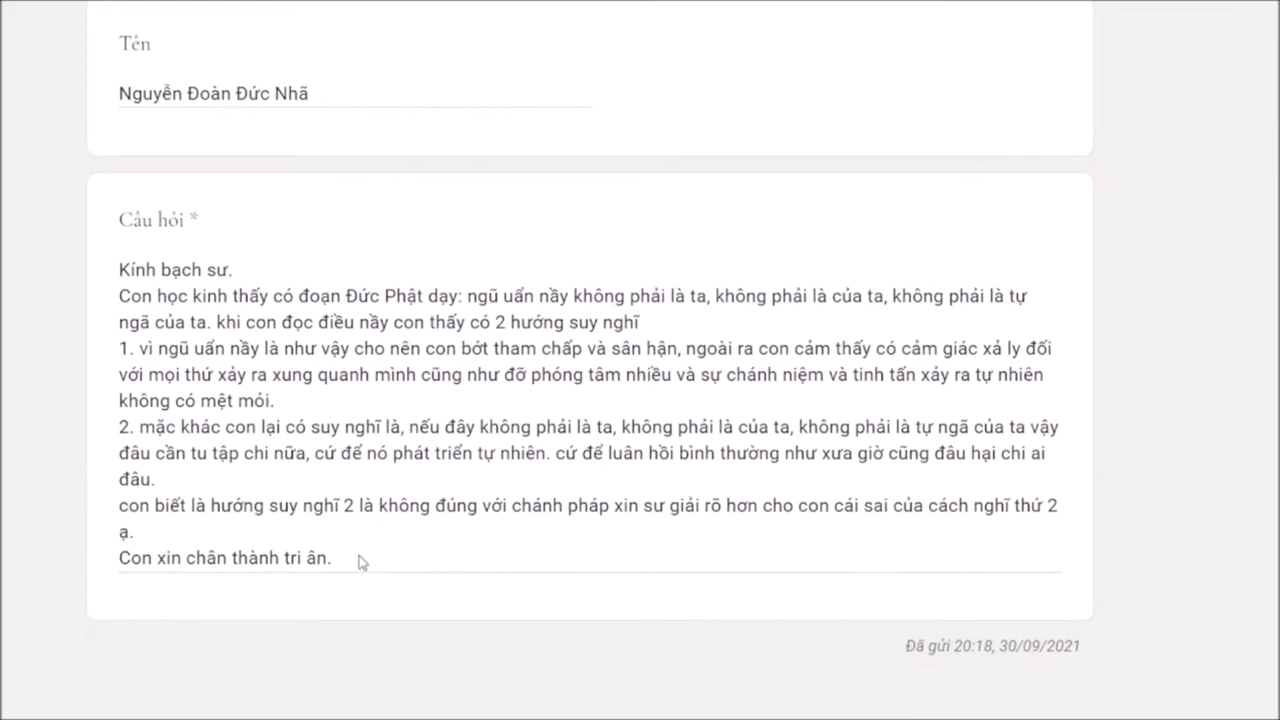 Tên
Nguyễn Đoàn Đức Nhã
Câu hỏi *
Kính bạch sư.
Con học kinh thấy có đoạn Đức Phật dạy: ngũ uẩn nầy không phải là ta, không phải là của ta, không phải là tự
ngã của ta. khi con đọc điều nầy con thấy có 2 hướng suy nghĩ
1. vì ngũ uẩn nầy là như vậy cho nên con bớt tham chấp và sân hận, ngoài ra con cảm thấy có cảm giác xả ly đối
với mọi thứ xảy ra xung quanh mình cũng như đỡ phóng tâm nhiều và sự chánh niệm và tinh tấn xảy ra tự nhiên
không có mệt mỏi.
2. mặc khác con lại có suy nghĩ là, nếu đây không phải là ta, không phải là của ta, không phải là tự ngã của ta vậy
đâu cần tu tập chi nữa, cứ để nó phát triển tự nhiên. cứ để luân hồi bình thường như xưa giờ cũng đâu hại chi ai
đâu.
con biết là hướng suy nghĩ 2 là không đúng với chánh pháp xin sư giải rõ hơn cho con cái sai của cách nghĩ thứ 2
ạ.
Con xin chân thành tri ân.
Đã gửi 20:18, 30/09/2021